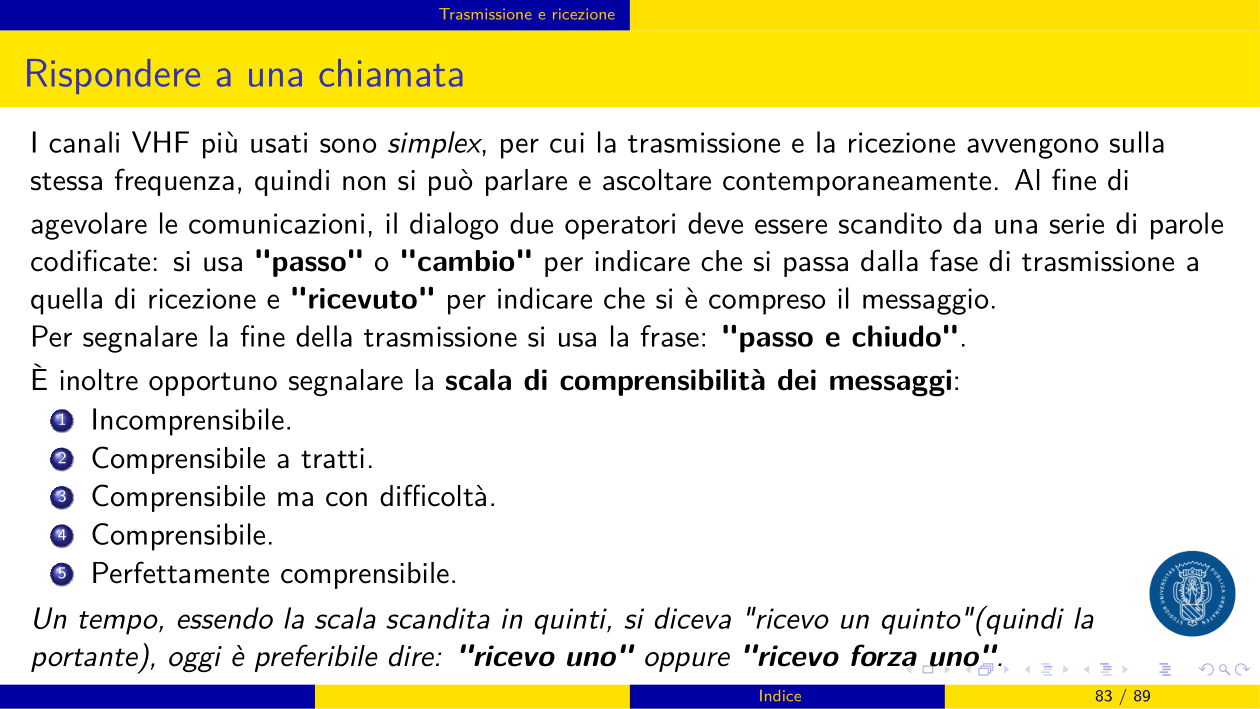 Trasmissione e ricezione
Rispondere a una chiamata
I canali VHF più usati sono simplex, per cui la trasmissione e la ricezione avvengono sulla
stessa frequenza, quindi non si può parlare e ascoltare contemporaneamente. Al fine di
agevolare le comunicazioni, il dialogo due operatori deve essere scandito da una serie di parole
codificate: si usa "passo" o "cambio" per indicare che si passa dalla fase di trasmissione a
quella di ricezione e "ricevuto" per indicare che si è compreso il messaggio.
Per segnalare la fine della trasmissione si usa la frase: "passo e chiudo".
È inoltre opportuno segnalare la scala di comprensibilità dei messaggi:
1 Incomprensibile.
2 Comprensibile a tratti.
3 Comprensibile ma con difficoltà.
4 Comprensibile.
5 Perfettamente comprensibile.
Un tempo, essendo la scala scandita in quinti, si diceva "ricevo un quinto"(quindi la
portante), oggi è preferibile dire: "ricevo uno" oppure "ricevo forza uno".
Indice
83 / 89